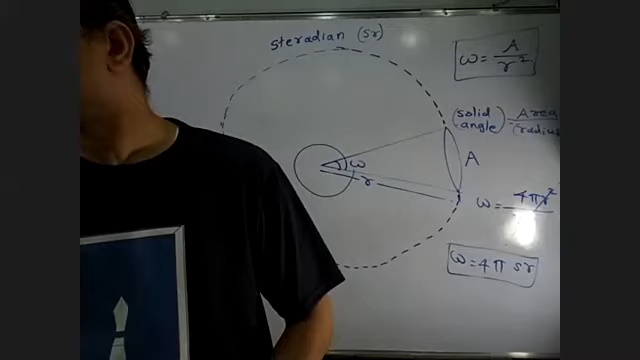 steradian (sr)
ω = A / r²
(solid angle) = Area / (radius
ω
r
A
ω = 4πr² /
ω = 4π sr